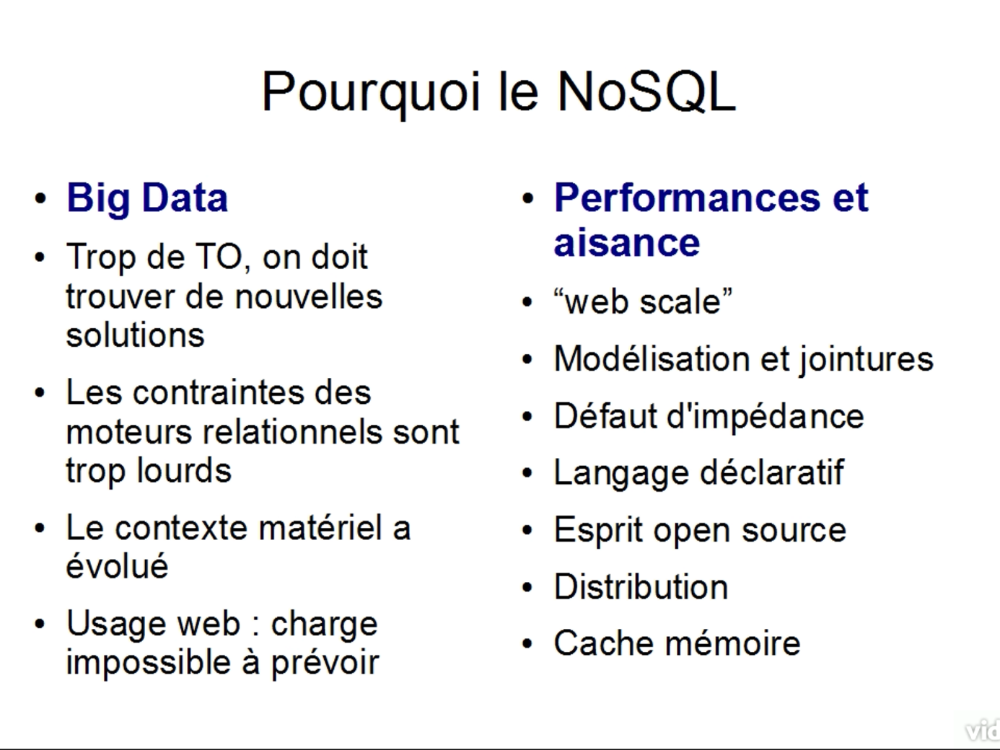 Pourquoi le NoSQL
• Big Data
• Trop de TO, on doit
trouver de nouvelles
solutions
• Les contraintes des
moteurs relationnels sont
trop lourds
• Le contexte matériel a
évolué
• Usage web : charge
impossible à prévoir
• Performances et
aisance
• “web scale”
• Modélisation et jointures
• Défaut d'impédance
• Langage déclaratif
• Esprit open source
• Distribution
• Cache mémoire